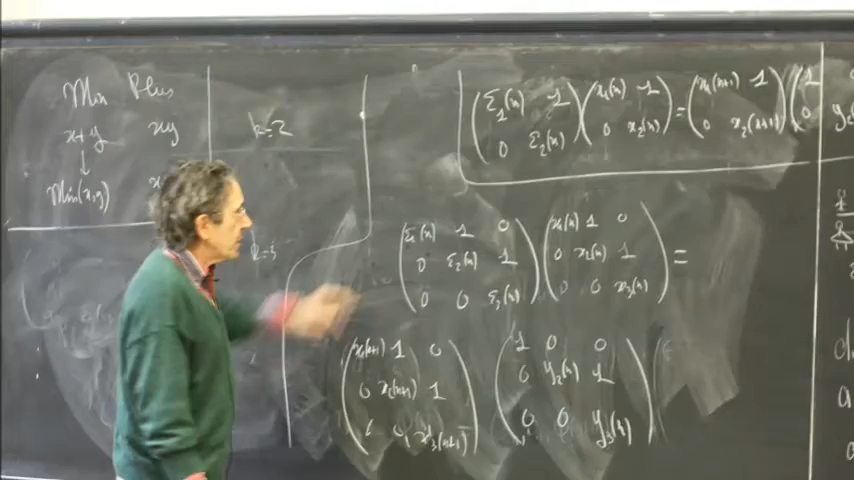 Min Plus
x+y xy
↓
Min(x,y)
k=2
( Σ₁(n) 1 ) ( x₁(n) 1 ) = ( x₁(n+1) 1 ) ( 1
( 0 Σ₂(n) ) ( 0 x₂(n) ) ( 0 x₂(n+1) ) ( 0
( Σ₁(n) 1 0 ) ( x₁(n) 1 0 )
( 0 Σ₂(n) 1 ) ( 0 x₂(n) 1 ) =
( 0 0 Σ₃(n) ) ( 0 0 x₃(n) )
( x₁(n+1) 1 0 ) ( 1 0 0 )
( 0 x₂(n+1) 1 ) ( 0 y₂(n) 1 )
( 0 0 x₃(n+1) ) ( 0 0 y₃(n) )